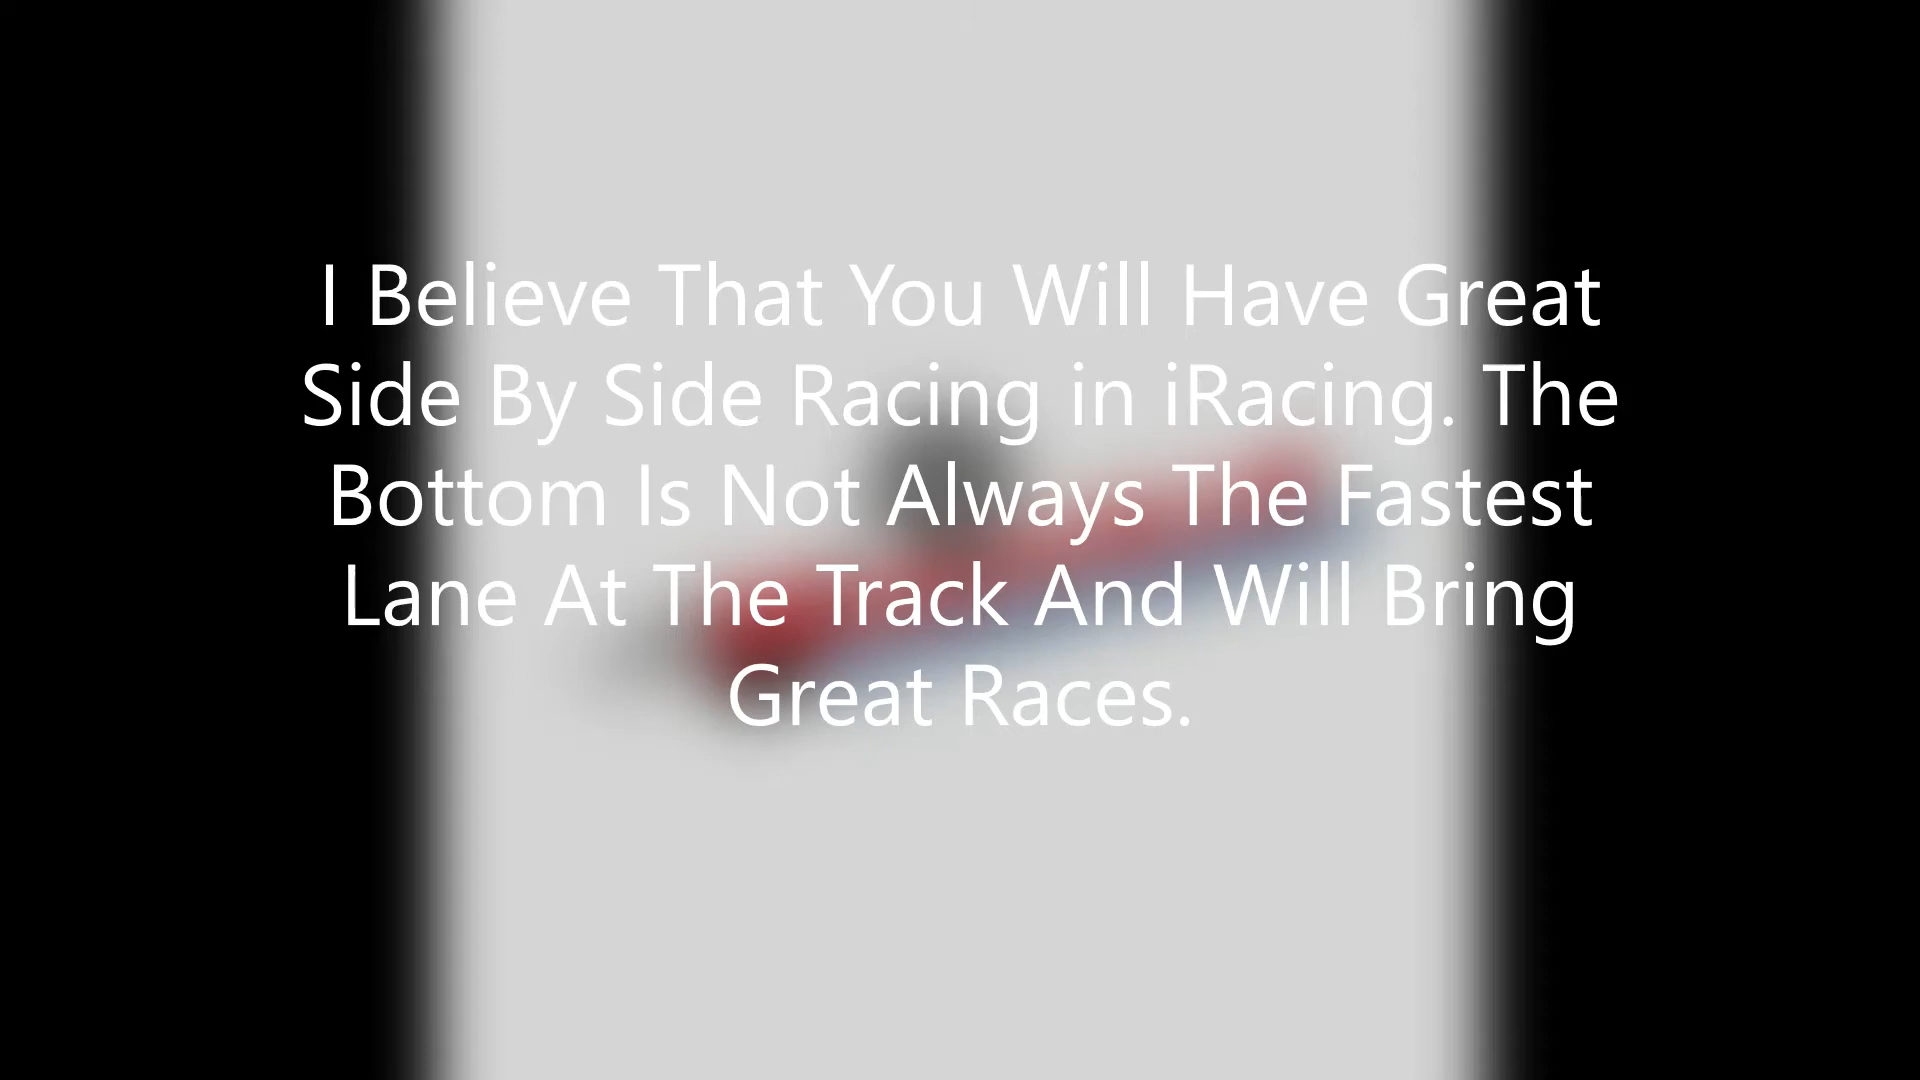 I Believe That You Will Have Great
Side By Side Racing in iRacing. The
Bottom Is Not Always The Fastest
Lane At The Track And Will Bring
Great Races.